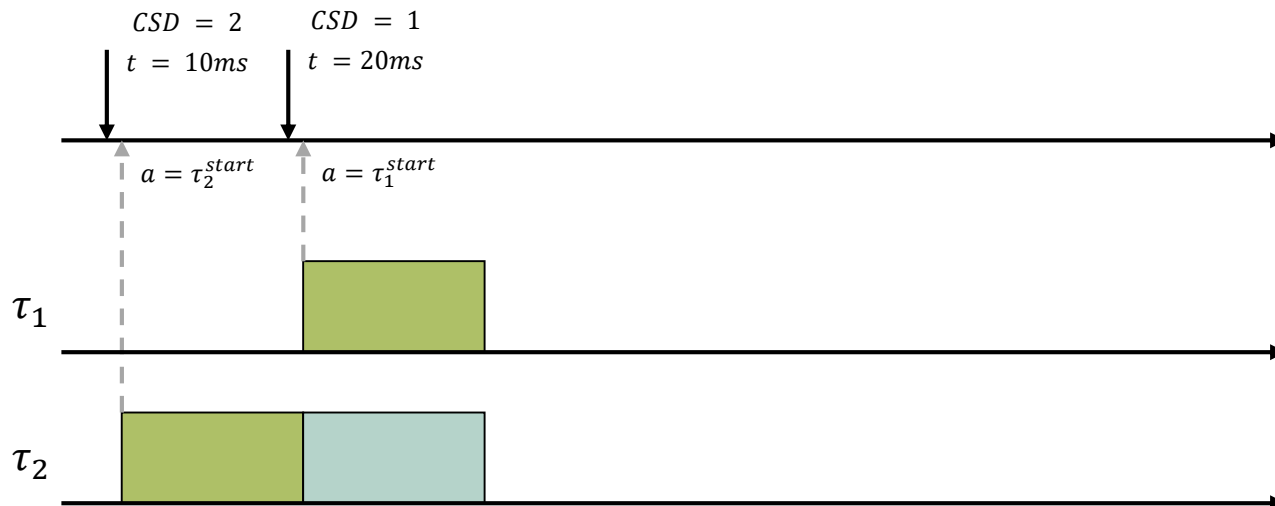 CSD = 2
t = 10ms
CSD = 1
t = 20ms
a = τ₂^start
a = τ₁^start
τ₁
τ₂